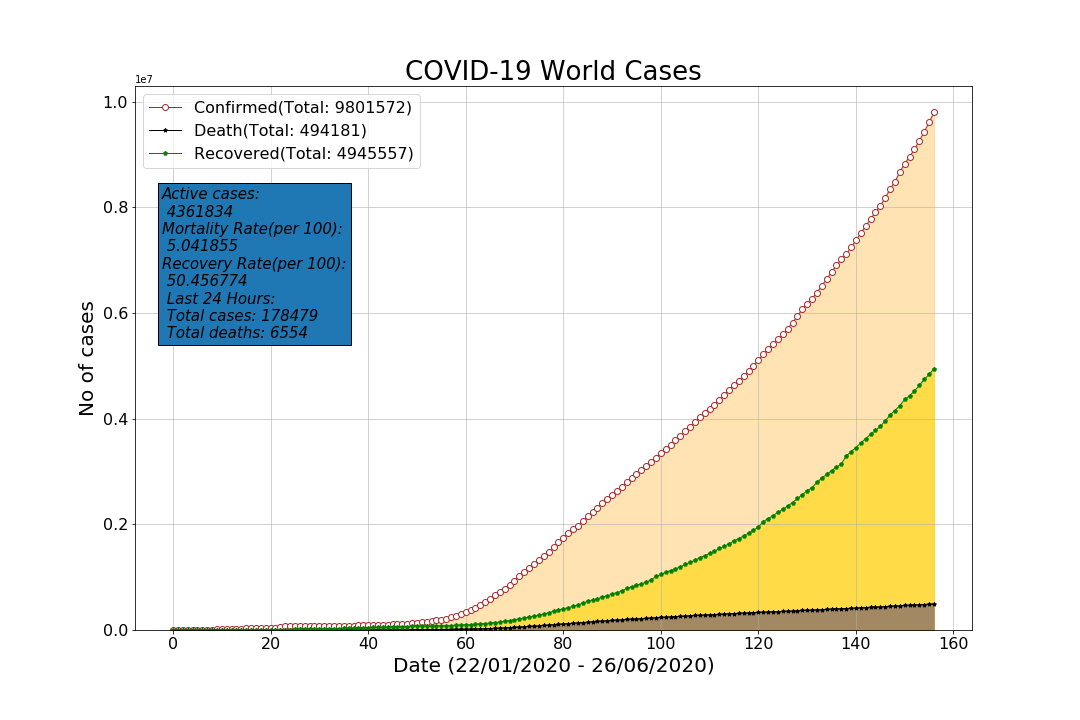 COVID-19 World Cases
1e7
Confirmed(Total: 9801572)
Death(Total: 494181)
Recovered(Total: 4945557)
Active cases:
4361834
Mortality Rate(per 100):
5.041855
Recovery Rate(per 100):
50.456774
Last 24 Hours:
Total cases: 178479
Total deaths: 6554
No of cases
1.0
0.8
0.6
0.4
0.2
0.0
0 20 40 60 80 100 120 140 160
Date (22/01/2020 - 26/06/2020)